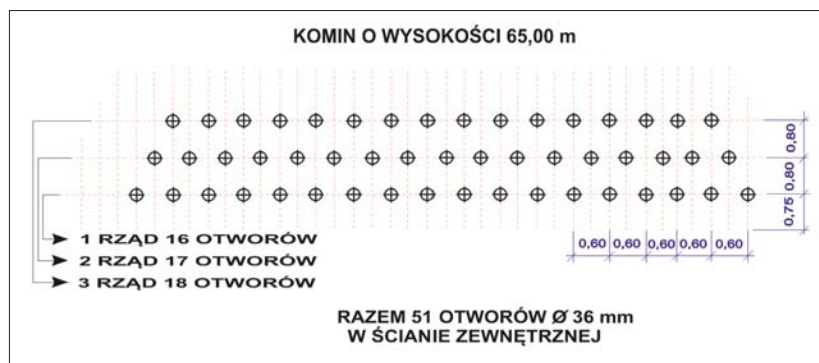 KOMIN O WYSOKOŚCI 65,00 m
0,80
0,80
0,75
0,60 0,60 0,60 0,60 0,60
1 RZĄD 16 OTWORÓW
2 RZĄD 17 OTWORÓW
3 RZĄD 18 OTWORÓW
RAZEM 51 OTWORÓW Ø 36 mm
W ŚCIANIE ZEWNĘTRZNEJ